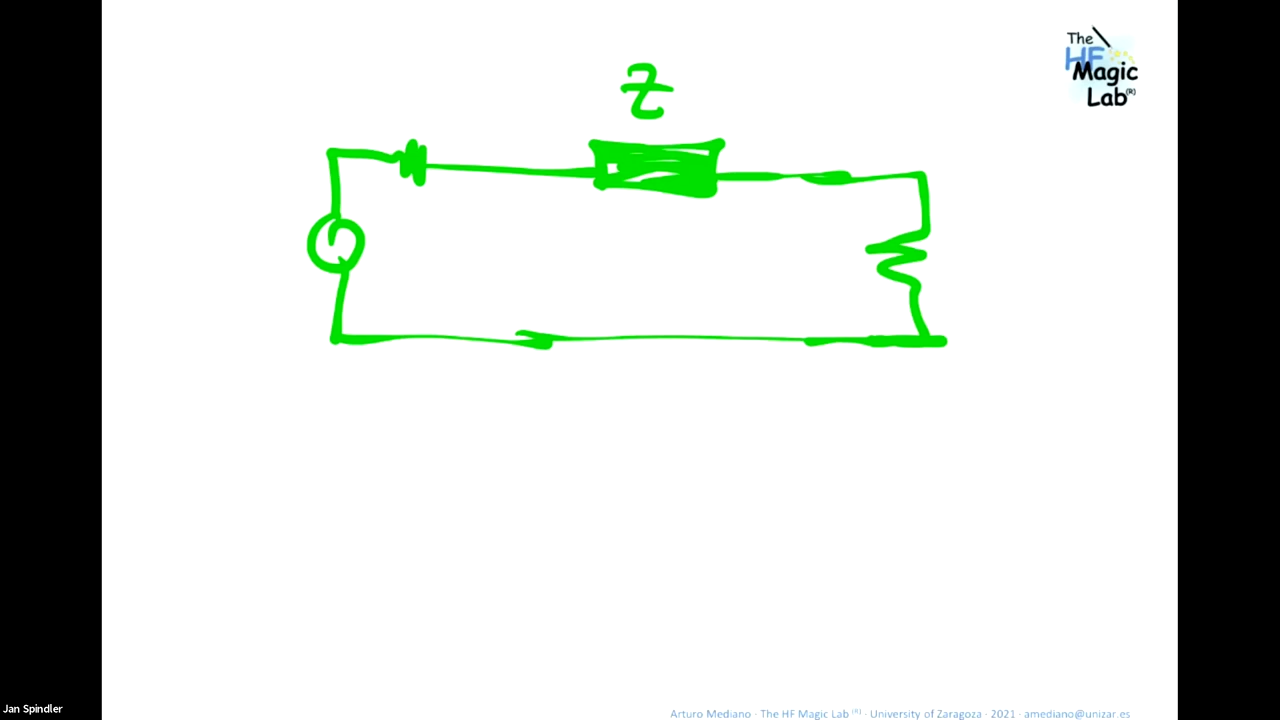 The
HF
Magic
Lab(R)
Z
Jan Spindler
Arturo Mediano · The HF Magic Lab (R) · University of Zaragoza · 2021 · amediano@unizar.es